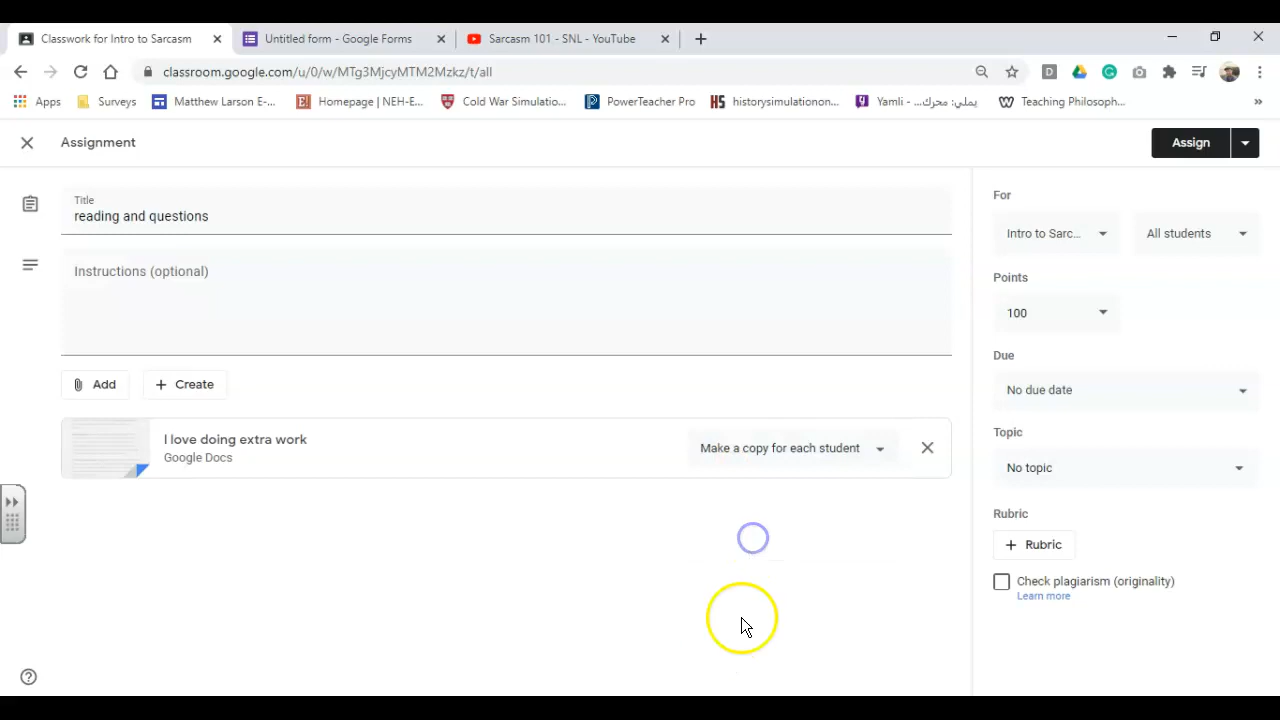 Classwork for Intro to Sarcasm
Untitled form - Google Forms
Sarcasm 101 - SNL - YouTube
classroom.google.com/u/0/w/MTg3MjcyMTM2Mzkz/t/all
Apps
Surveys
Matthew Larson E-...
Homepage | NEH-E...
Cold War Simulatio...
PowerTeacher Pro
historysimulationon...
Yamli - يملي: محرك...
Teaching Philosoph...
Assignment
Assign
Title
reading and questions
Instructions (optional)
Add
Create
I love doing extra work
Google Docs
Make a copy for each student
For
Intro to Sarc...
All students
Points
100
Due
No due date
Topic
No topic
Rubric
+ Rubric
Check plagiarism (originality)
Learn more